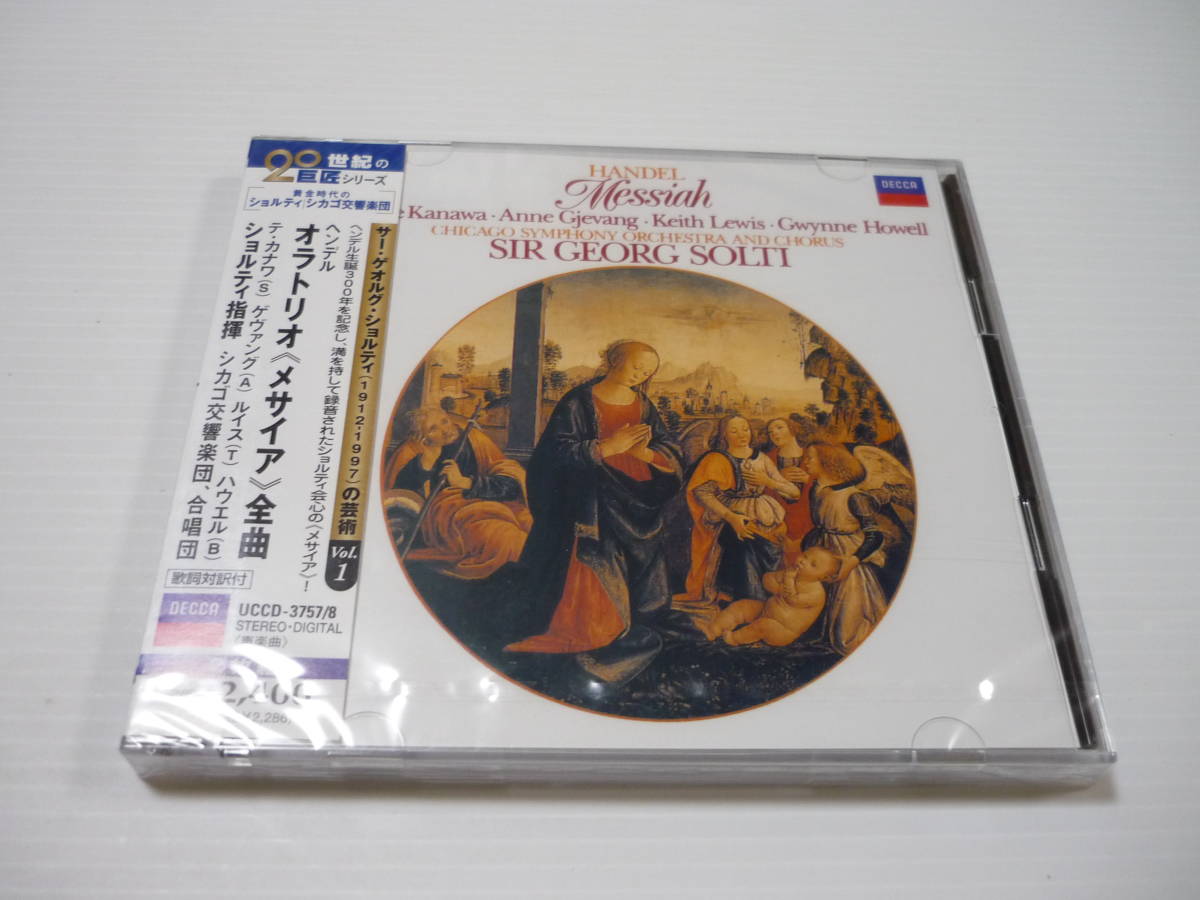 20世紀の
巨匠シリーズ
黄金時代の
ショルティ/シカゴ交響楽団
サー・ゲオルグ・ショルティ(1912-1997)の芸術 Vol.1
ヘンデル生誕300年を記念し、満を持して録音されたショルティ会心の《メサイア》!
ヘンデル
オラトリオ《メサイア》全曲
テ・カナワ(S) ゲヴァング(A) ルイス(T) ハウエル(B)
ショルティ指揮 シカゴ交響楽団、合唱団
歌詞対訳付
DECCA
UCCD-3757/8
STEREO・DIGITAL
〈声楽曲〉
2,400
¥2,286
HANDEL
Messiah
Kanawa・Anne Gjevang・Keith Lewis・Gwynne Howell
CHICAGO SYMPHONY ORCHESTRA AND CHORUS
SIR GEORG SOLTI
DECCA